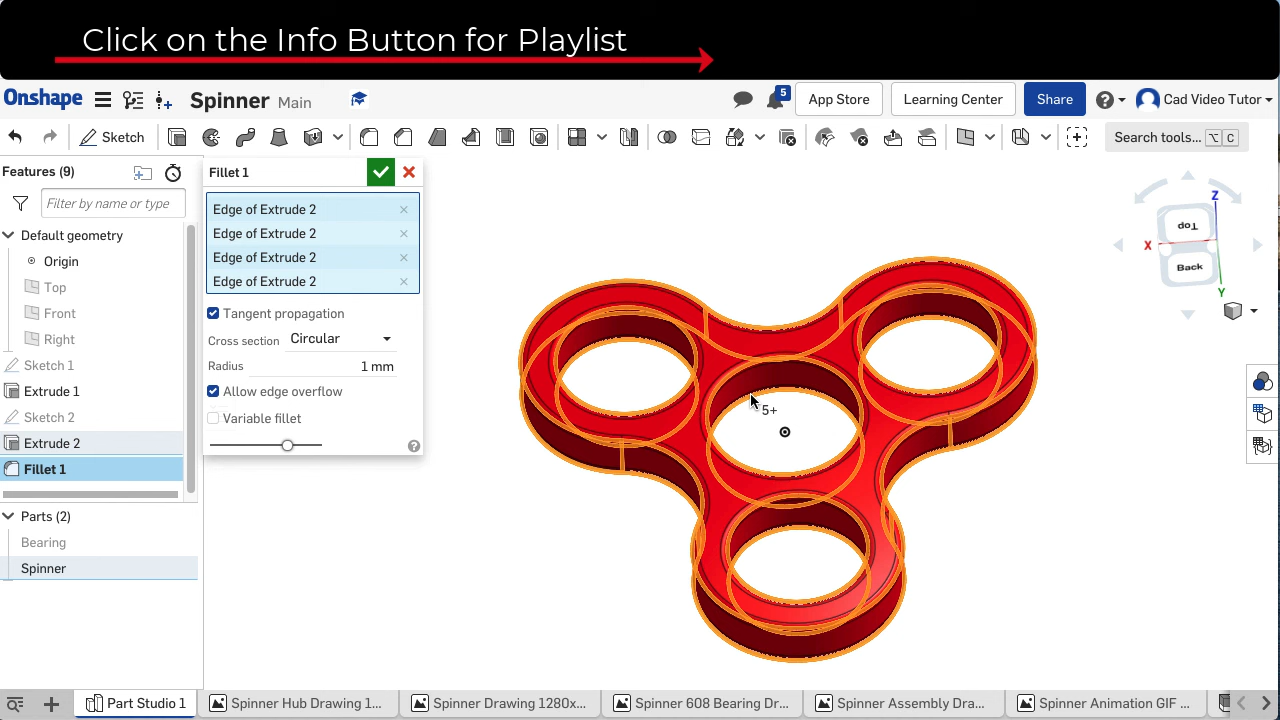 Click on the Info Button for Playlist
Onshape
Spinner Main
5
App Store
Learning Center
Share
Cad Video Tutor
Sketch
Search tools... ⌥ C
Features (9)
Filter by name or type
Default geometry
Origin
Top
Front
Right
Sketch 1
Extrude 1
Sketch 2
Extrude 2
Fillet 1
Parts (2)
Bearing
Spinner
Fillet 1
Edge of Extrude 2
Edge of Extrude 2
Edge of Extrude 2
Edge of Extrude 2
Tangent propagation
Cross section Circular
Radius 1 mm
Allow edge overflow
Variable fillet
5+
Z
Top
X
Back
Y
Part Studio 1
Spinner Hub Drawing 1...
Spinner Drawing 1280x...
Spinner 608 Bearing Dr...
Spinner Assembly Dra...
Spinner Animation GIF ...